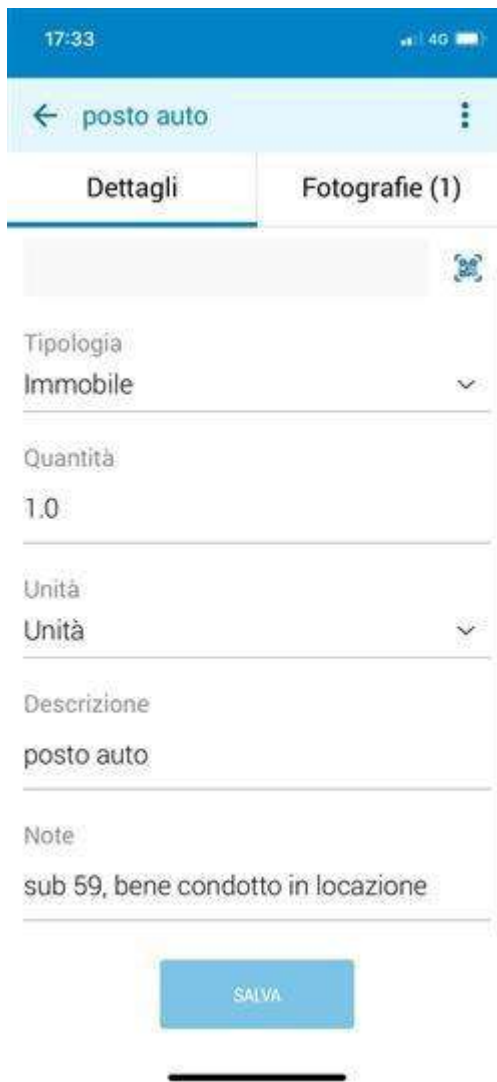 17:33
4G
posto auto
Dettagli
Fotografie (1)
Tipologia
Immobile
Quantità
1.0
Unità
Unità
Descrizione
posto auto
Note
sub 59, bene condotto in locazione
SALVA